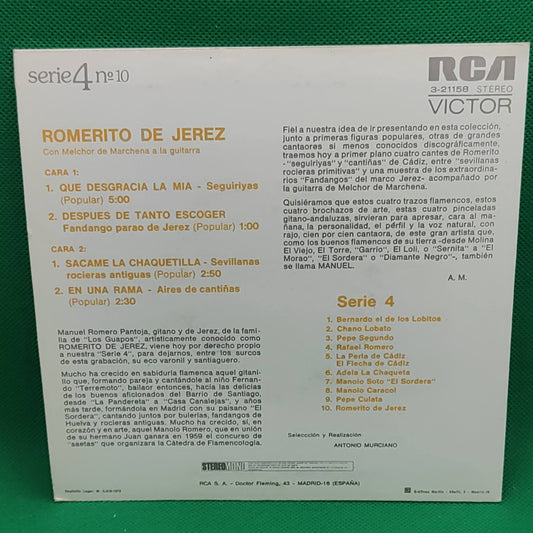 serie 4 nº 10
RCA
3-21158 STEREO
VICTOR
ROMERITO DE JEREZ
Con Melchor de Marchena a la guitarra
CARA 1:
1. QUE DESGRACIA LA MIA - Seguiriyas
(Popular) 5:00
2. DESPUES DE TANTO ESCOGER
Fandango parao de Jerez (Popular) 1:00
CARA 2:
1. SACAME LA CHAQUETILLA - Sevillanas
rocieras antiguas (Popular) 2:50
2. EN UNA RAMA - Aires de cantiñas
(Popular) 2:30
Manuel Romero Pantoja, gitano y de Jerez, de la fami-
lia de "Los Guapos", artísticamente conocido como
ROMERITO DE JEREZ, viene hoy por derecho propio
a nuestra "Serie 4", para dejarnos, entre los surcos
de esta grabación, su eco varonil y santiaguero.
Mucho ha crecido en sabiduría flamenca aquel gitani-
llo que, formando pareja y cantándole al niño Fernan-
do "Terremoto", bailaor entonces, hacía las delicias
de los buenos aficionados del Barrio de Santiago,
desde "La Pandereta" a "Casa Canalejas", y años
más tarde, formándola en Madrid con su paisano "El
Sordera", cantando juntos por bulerías, fandangos de
Huelva y rocieras antiguas. Mucho ha crecido, sí, en
corazón y en arte, aquel Manolo Romero, que en unión
de su hermano Juan ganara en 1959 el concurso de
"saetas" que organizara la Cátedra de Flamencología.
Fiel a nuestra idea de ir presentando en esta colección,
junto a primeras figuras populares, otras de grandes
cantaores si menos conocidos discográficamente,
traemos hoy a primer plano cuatro cantes de Romerito
-"seguiriyas" y "cantiñas" de Cádiz, entre "sevillanas
rocieras primitivas" y una muestra de los extraordina-
rios "Fandangos" del marco Jerez- acompañado por
la guitarra de Melchor de Marchena.
Quisiéramos que estos cuatro trazos flamencos, estos
cuatro brochazos de arte, estas cuatro pinceladas
gitano-andaluzas, sirvieran para apresar, cara al ma-
ñana, la personalidad, el pérfil y la voz natural, con
rajo, cien por cien cantaora, de este gran artista que,
como los buenos flamencos de su tierra -desde Molina
El Viejo, El Torre, "Garrío", El Loli, o "Sernita" a "El
Morao", "El Sordera" o "Diamante Negro"-, también
se llama MANUEL.
A. M.
Serie 4
1. Bernardo el de los Lobitos
2. Chano Lobato
3. Pepe Segundo
4. Rafael Romero
5. La Perla de Cádiz
El Flecha de Cádiz
6. Adela La Chaqueta
7. Manolo Soto "El Sordera"
8. Manolo Caracol
9. Pepe Culata
10. Romerito de Jerez
Selección y Realización
ANTONIO MURCIANO
STEREO MONO
RCA S. A. - Doctor Fleming, 43 - MADRID-16 (ESPAÑA)